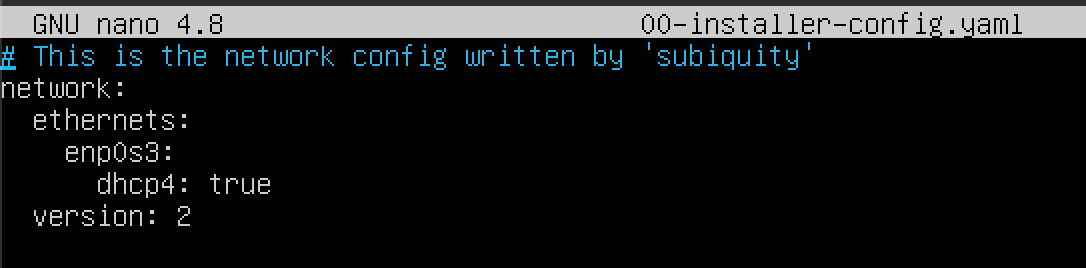 GNU nano 4.8 00-installer-config.yaml
# This is the network config written by 'subiquity'
network:
  ethernets:
    enp0s3:
      dhcp4: true
  version: 2